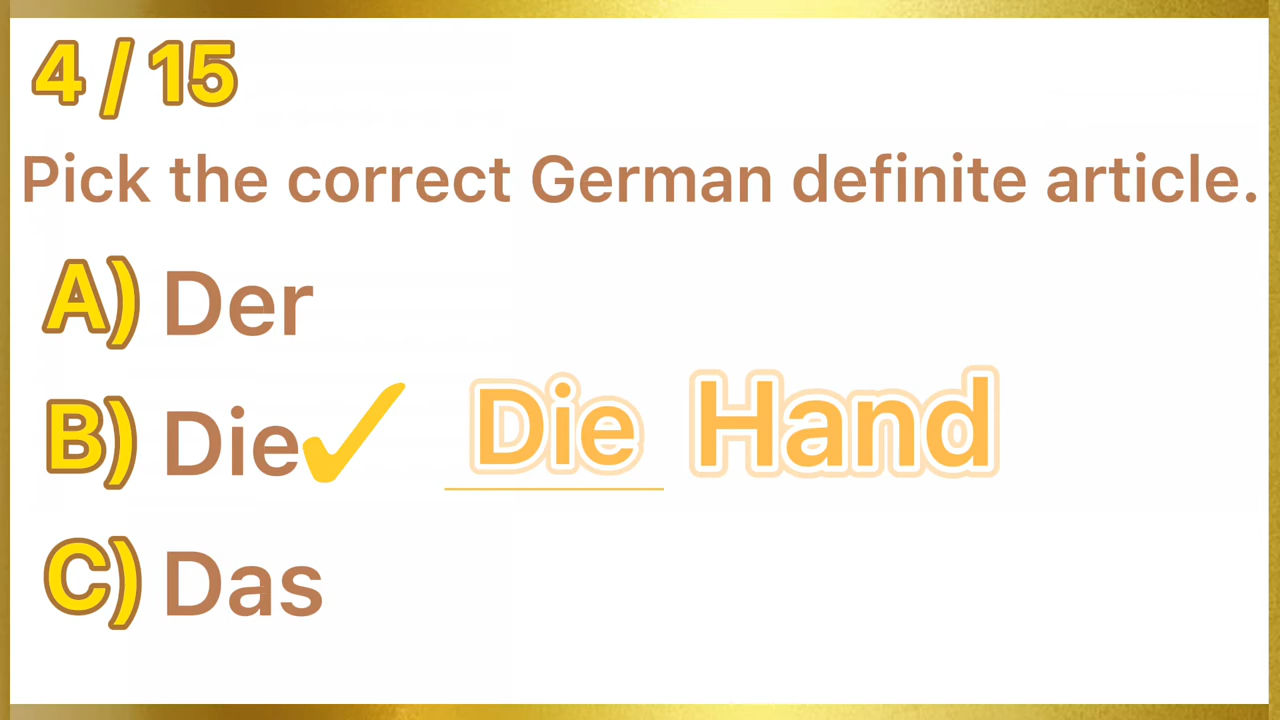 4 / 15
Pick the correct German definite article.
A) Der
B) Die✓ Die Hand
C) Das